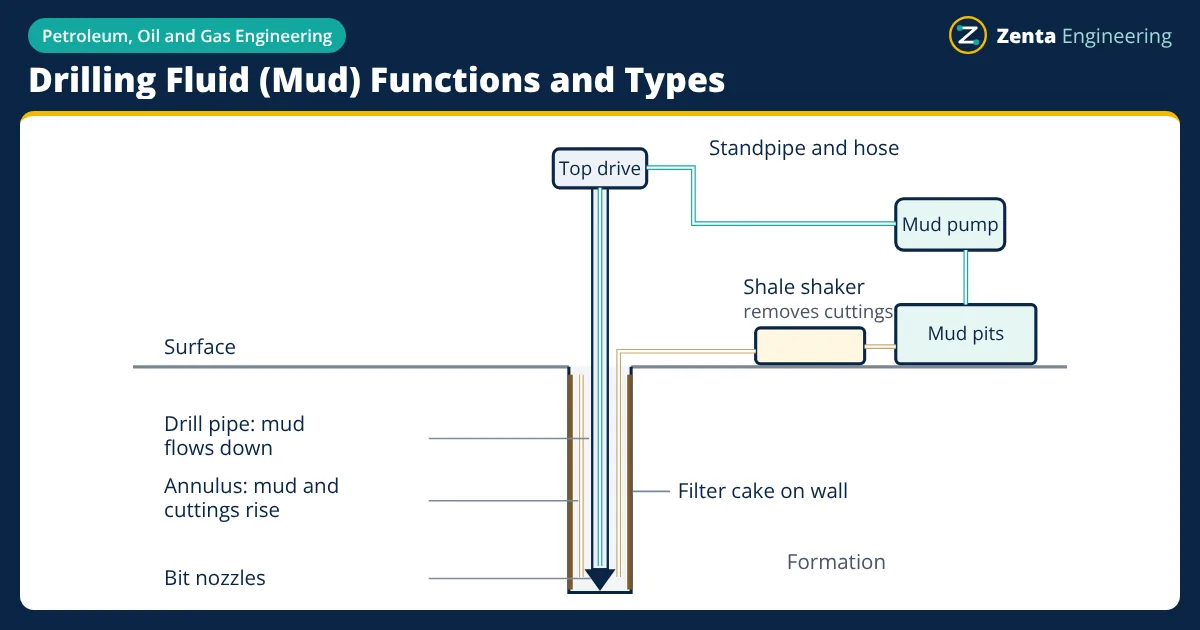 Petroleum, Oil and Gas Engineering
Zenta Engineering
Drilling Fluid (Mud) Functions and Types
Standpipe and hose
Top drive
Mud pump
Shale shaker
removes cuttings
Mud pits
Surface
Drill pipe: mud
flows down
Annulus: mud and
cuttings rise
Filter cake on wall
Formation
Bit nozzles